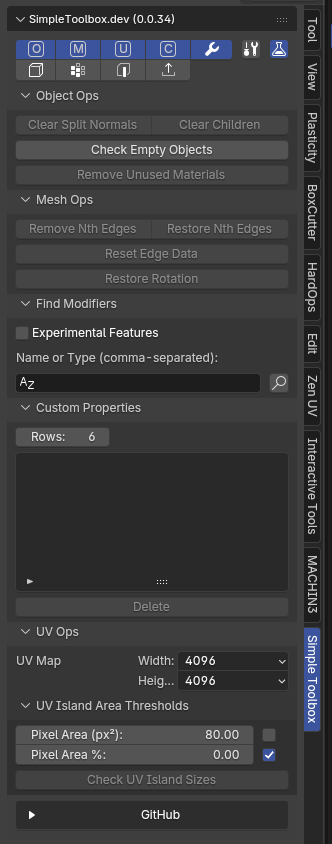 SimpleToolbox.dev (0.0.34)
O M U C
Object Ops
Clear Split Normals Clear Children
Check Empty Objects
Remove Unused Materials
Mesh Ops
Remove Nth Edges Restore Nth Edges
Reset Edge Data
Restore Rotation
Find Modifiers
Experimental Features
Name or Type (comma-separated):
AZ
Custom Properties
Rows: 6
Delete
UV Ops
UV Map Width: 4096
Heig... 4096
UV Island Area Thresholds
Pixel Area (px²): 80.00
Pixel Area %: 0.00
Check UV Island Sizes
GitHub
Tool
View
Plasticity
BoxCutter
HardOps
Edit
Zen UV
Interactive Tools
MACHIN3
Simple Toolbox